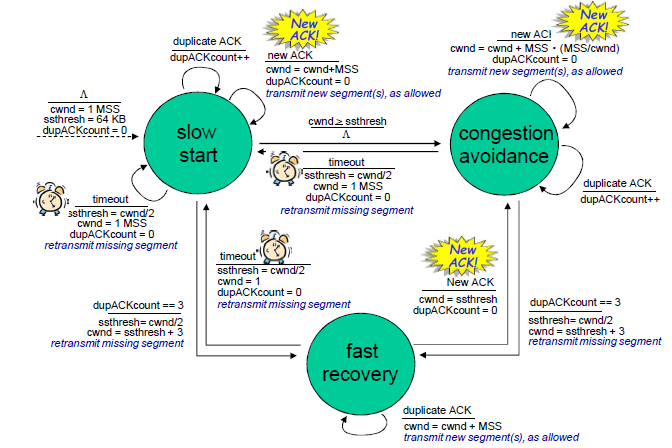 duplicate ACK
dupACKcount++
New
ACK!
new ACK
cwnd = cwnd+MSS
dupACKcount = 0
transmit new segment(s), as allowed
New
ACK!
new ACK
cwnd = cwnd + MSS • (MSS/cwnd)
dupACKcount = 0
transmit new segment(s), as allowed
Λ
cwnd = 1 MSS
ssthresh = 64 KB
dupACKcount = 0
slow
start
cwnd ≥ ssthresh
Λ
congestion
avoidance
timeout
ssthresh = cwnd/2
cwnd = 1 MSS
dupACKcount = 0
retransmit missing segment
timeout
ssthresh = cwnd/2
cwnd = 1 MSS
dupACKcount = 0
retransmit missing segment
duplicate ACK
dupACKcount++
timeout
ssthresh = cwnd/2
cwnd = 1
dupACKcount = 0
retransmit missing segment
New
ACK!
New ACK
cwnd = ssthresh
dupACKcount = 0
dupACKcount == 3
ssthresh= cwnd/2
cwnd = ssthresh + 3
retransmit missing segment
dupACKcount == 3
ssthresh= cwnd/2
cwnd = ssthresh + 3
retransmit missing segment
fast
recovery
duplicate ACK
cwnd = cwnd + MSS
transmit new segment(s), as allowed